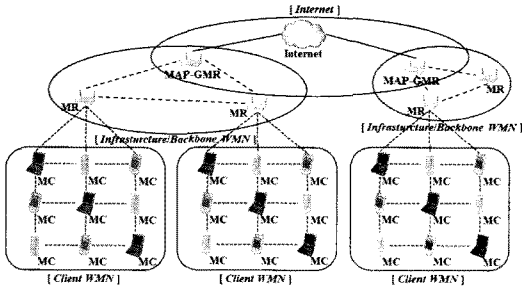 [ Internet ]
Internet
MAP-GMR
MAP-GMR
MR
MR
MR
MR
[ Infrasturcture/Backbone WMN ]
[ Infrasturcture/Backbone WMN ]
MC MC MC MC MC MC MC MC MC
MC MC MC MC MC MC MC MC MC
MC MC MC MC MC MC MC MC MC
[ Client WMN ] [ Client WMN ] [ Client WMN ]